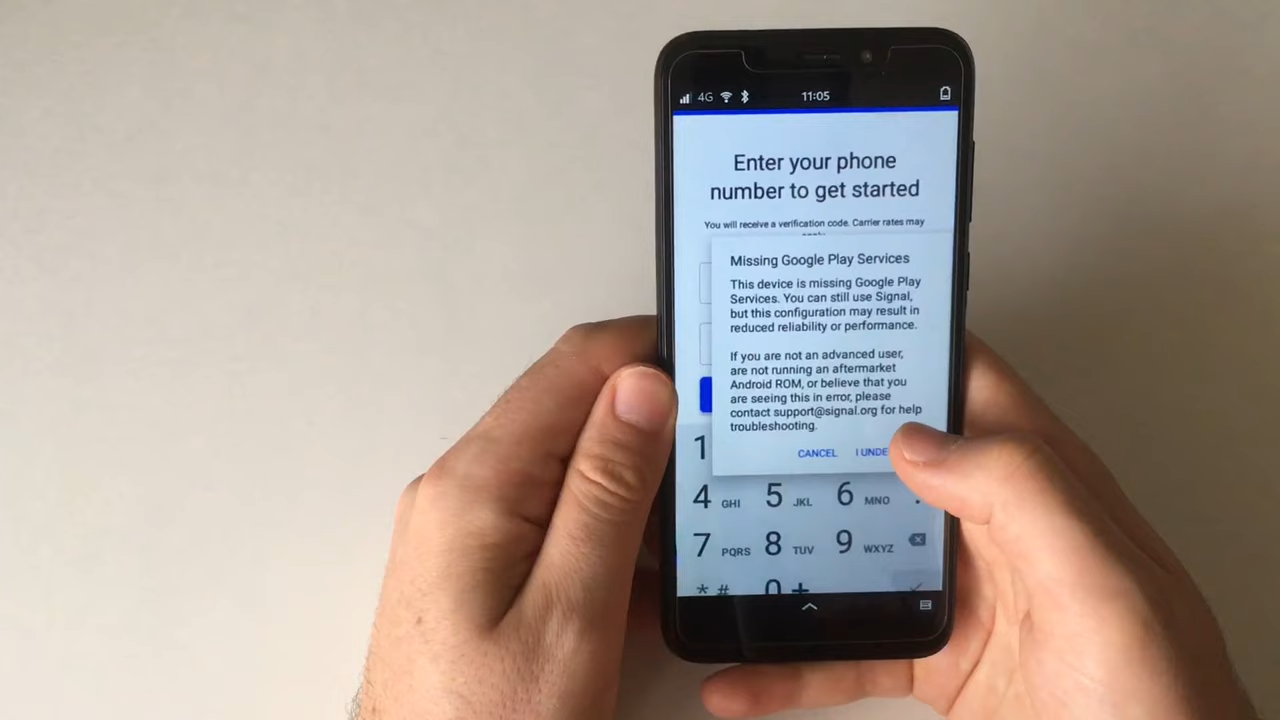 4G 11:05
Enter your phone
number to get started
You will receive a verification code. Carrier rates may
Missing Google Play Services
This device is missing Google Play
Services. You can still use Signal,
but this configuration may result in
reduced reliability or performance.
If you are not an advanced user,
are not running an aftermarket
Android ROM, or believe that you
are seeing this in error, please
contact support@signal.org for help
troubleshooting.
CANCEL I UNDE
1
4 GHI 5 JKL 6 MNO
7 PQRS 8 TUV 9 WXYZ
* # 0 +